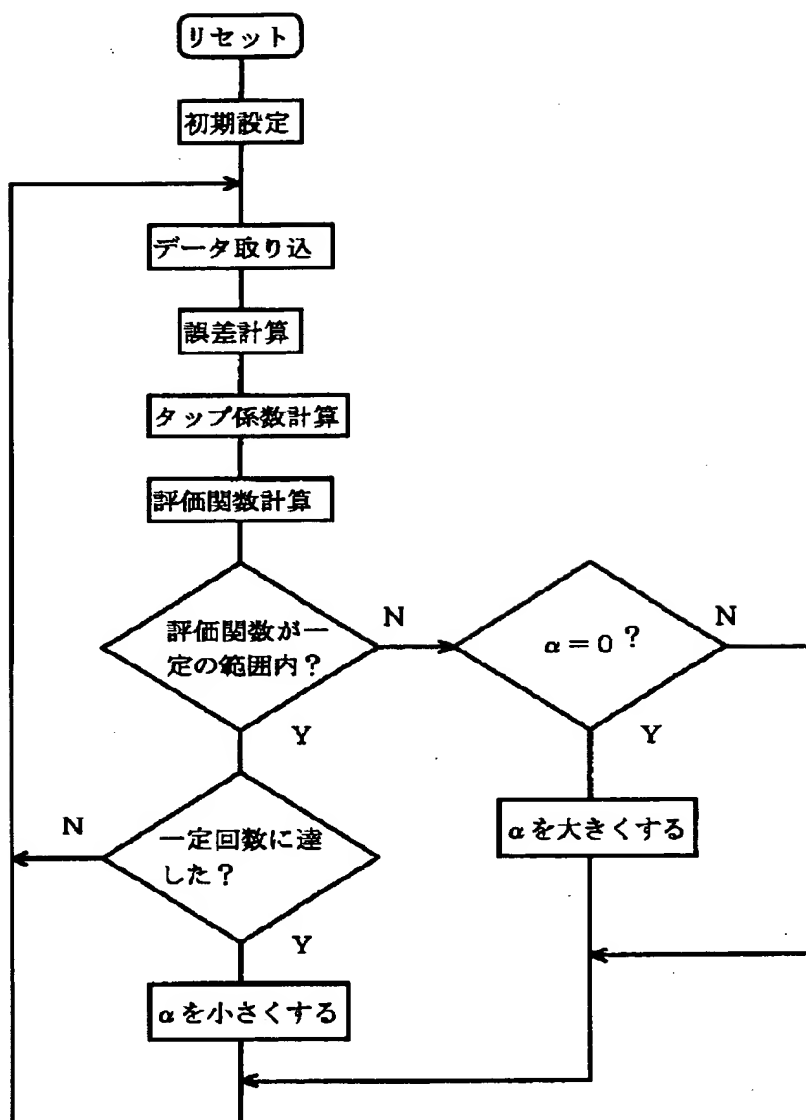 リセット
初期設定
データ取り込
誤差計算
タップ係数計算
評価関数計算
評価関数が一
定の範囲内?
N
α=0?
N
Y
Y
αを大きくする
一定回数に達
した?
N
Y
αを小さくする